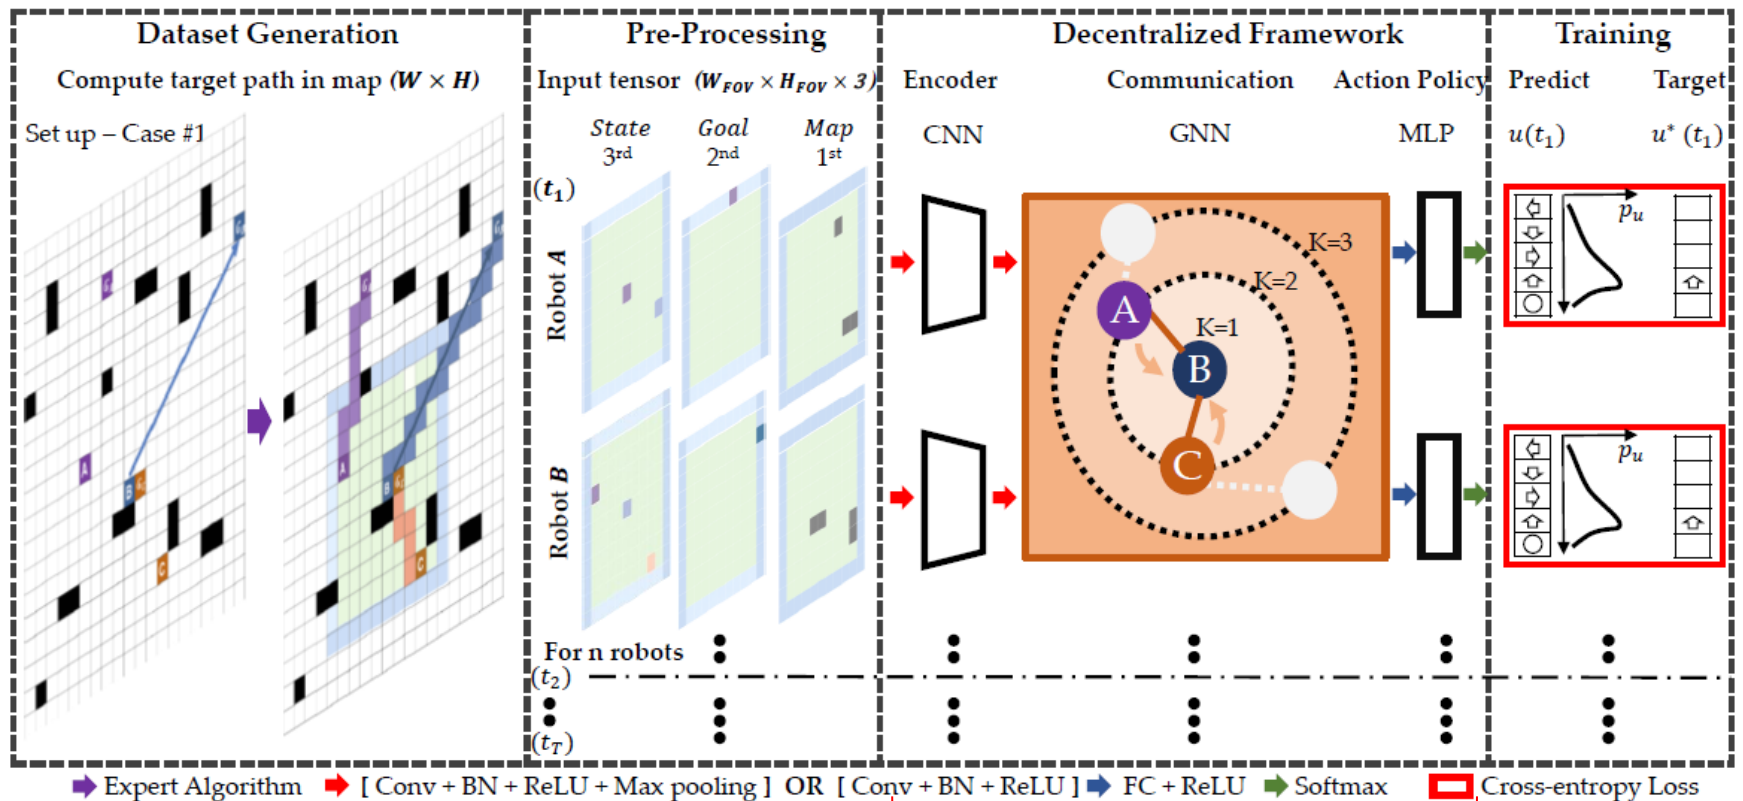 Dataset Generation
Compute target path in map (W × H)
Set up – Case #1
A
B
C
A
B
C
Pre-Processing
Input tensor (W_FOV × H_FOV × 3)
State Goal Map
3rd 2nd 1st
(t₁)
Robot A
Robot B
For n robots
(t₂)
(t_T)
Decentralized Framework
Encoder Communication Action Policy
CNN GNN MLP
K=3
K=2
K=1
A
B
C
Training
Predict Target
u(t₁) u* (t₁)
p_u
p_u
Expert Algorithm [ Conv + BN + ReLU + Max pooling ] OR [ Conv + BN + ReLU ] FC + ReLU Softmax Cross-entropy Loss